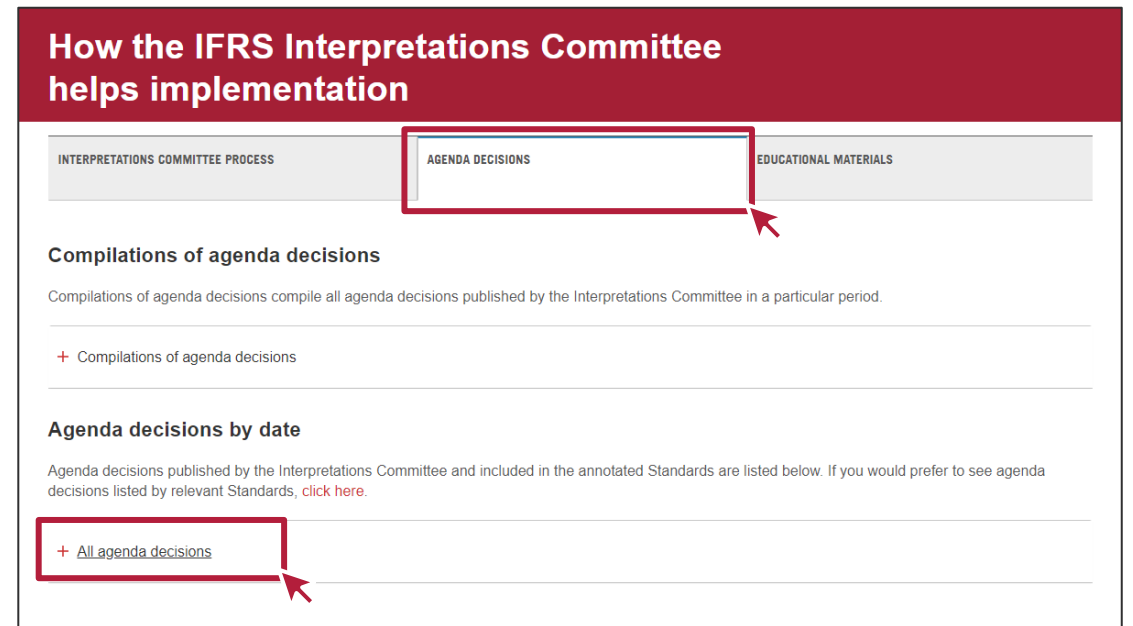 How the IFRS Interpretations Committee
helps implementation
INTERPRETATIONS COMMITTEE PROCESS
AGENDA DECISIONS
EDUCATIONAL MATERIALS
Compilations of agenda decisions
Compilations of agenda decisions compile all agenda decisions published by the Interpretations Committee in a particular period.
+ Compilations of agenda decisions
Agenda decisions by date
Agenda decisions published by the Interpretations Committee and included in the annotated Standards are listed below. If you would prefer to see agenda
decisions listed by relevant Standards, click here.
+ All agenda decisions